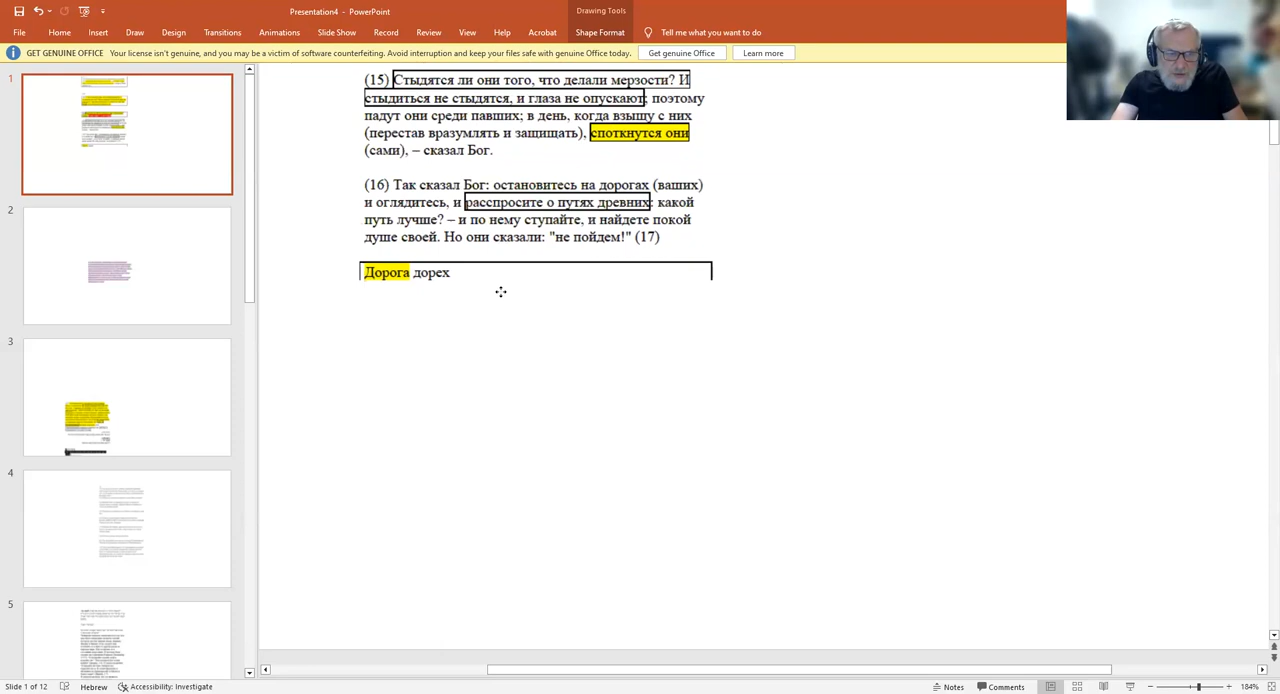 Presentation4 - PowerPoint
Drawing Tools
File Home Insert Draw Design Transitions Animations Slide Show Record Review View Help Acrobat Shape Format Tell me what you want to do
GET GENUINE OFFICE Your license isn't genuine, and you may be a victim of software counterfeiting. Avoid interruption and keep your files safe with genuine Office today. Get genuine Office Learn more
1
2
3
4
5
(15) Стыдятся ли они того, что делали мерзости? И
стыдиться не стыдятся, и глаза не опускают; поэтому
падут они среди павших; в день, когда взыщу с них
(перестав вразумлять и защищать), споткнутся они
(сами), – сказал Бог.
(16) Так сказал Бог: остановитесь на дорогах (ваших)
и оглядитесь, и расспросите о путях древних: какой
путь лучше? – и по нему ступайте, и найдете покой
душе своей. Но они сказали: "не пойдем!" (17)
Дорога дорех
Slide 1 of 12 Hebrew Accessibility: Investigate Notes Comments 184%